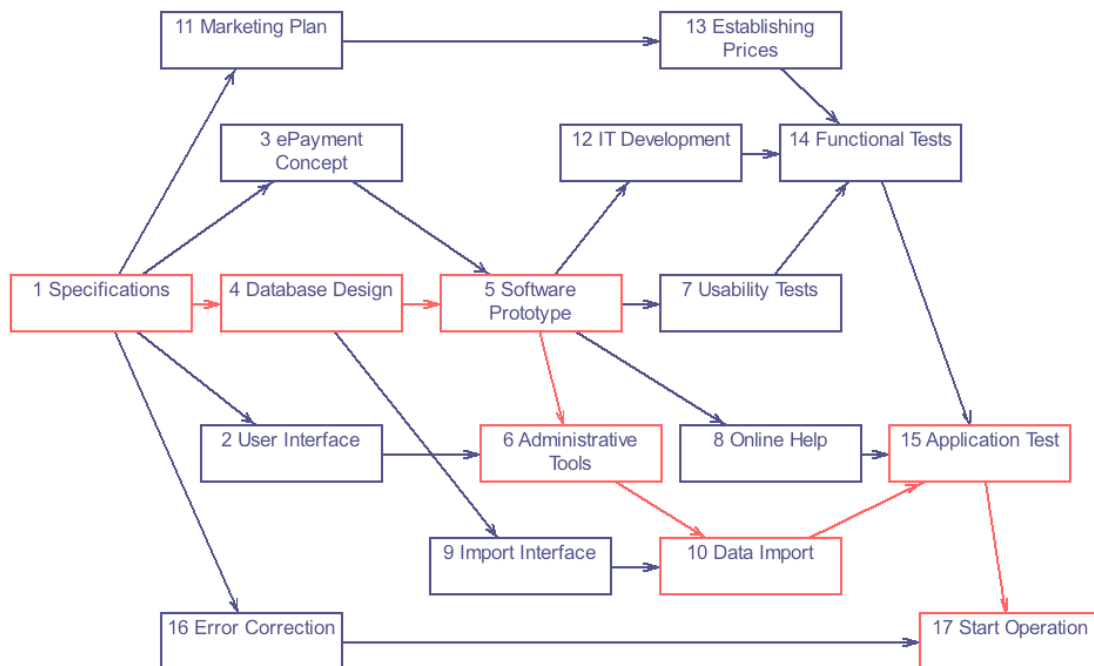 11 Marketing Plan
13 Establishing
Prices
3 ePayment
Concept
12 IT Development
14 Functional Tests
1 Specifications
4 Database Design
5 Software
Prototype
7 Usability Tests
2 User Interface
6 Administrative
Tools
8 Online Help
15 Application Test
9 Import Interface
10 Data Import
16 Error Correction
17 Start Operation